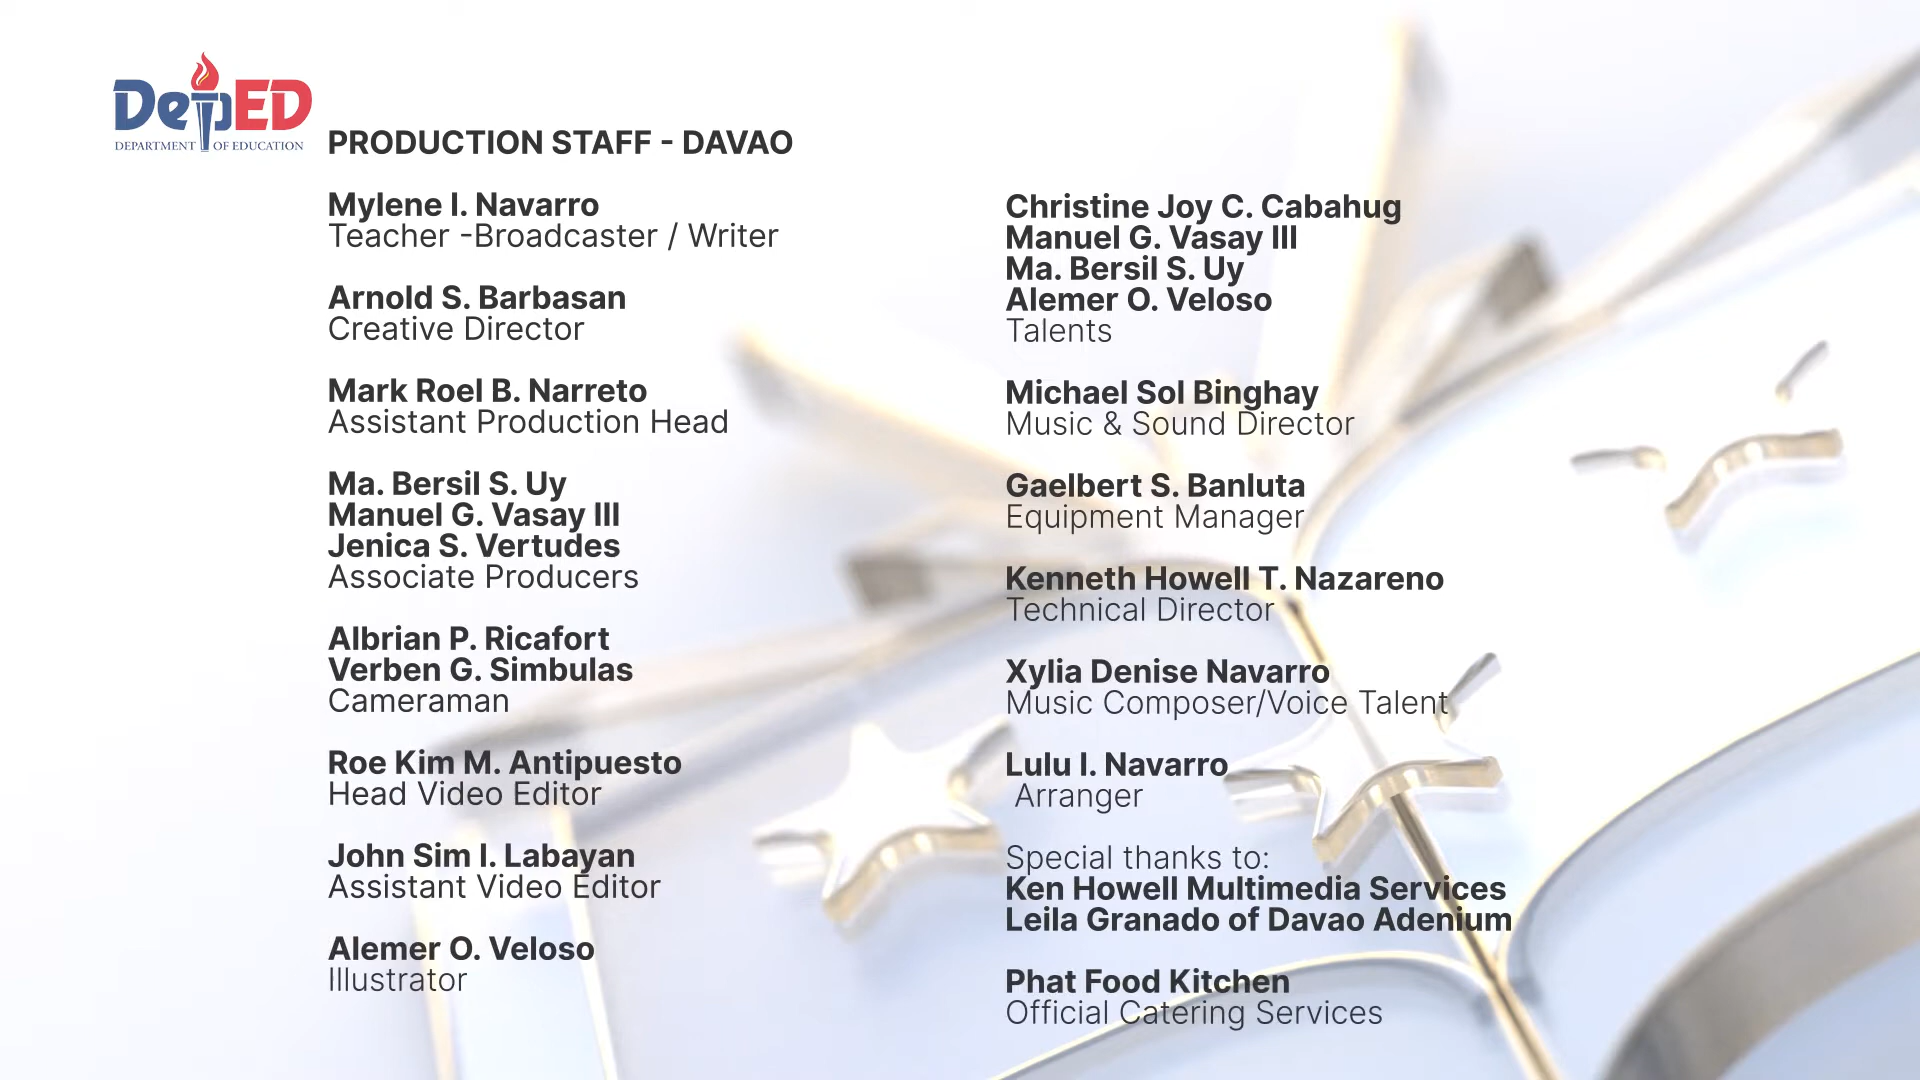 DepED
DEPARTMENT OF EDUCATION
PRODUCTION STAFF - DAVAO
Mylene I. Navarro
Teacher -Broadcaster / Writer
Arnold S. Barbasan
Creative Director
Mark Roel B. Narreto
Assistant Production Head
Ma. Bersil S. Uy
Manuel G. Vasay III
Jenica S. Vertudes
Associate Producers
Albrian P. Ricafort
Verben G. Simbulas
Cameraman
Roe Kim M. Antipuesto
Head Video Editor
John Sim I. Labayan
Assistant Video Editor
Alemer O. Veloso
Illustrator
Christine Joy C. Cabahug
Manuel G. Vasay III
Ma. Bersil S. Uy
Alemer O. Veloso
Talents
Michael Sol Binghay
Music & Sound Director
Gaelbert S. Banluta
Equipment Manager
Kenneth Howell T. Nazareno
Technical Director
Xylia Denise Navarro
Music Composer/Voice Talent
Lulu I. Navarro
Arranger
Special thanks to:
Ken Howell Multimedia Services
Leila Granado of Davao Adenium
Phat Food Kitchen
Official Catering Services